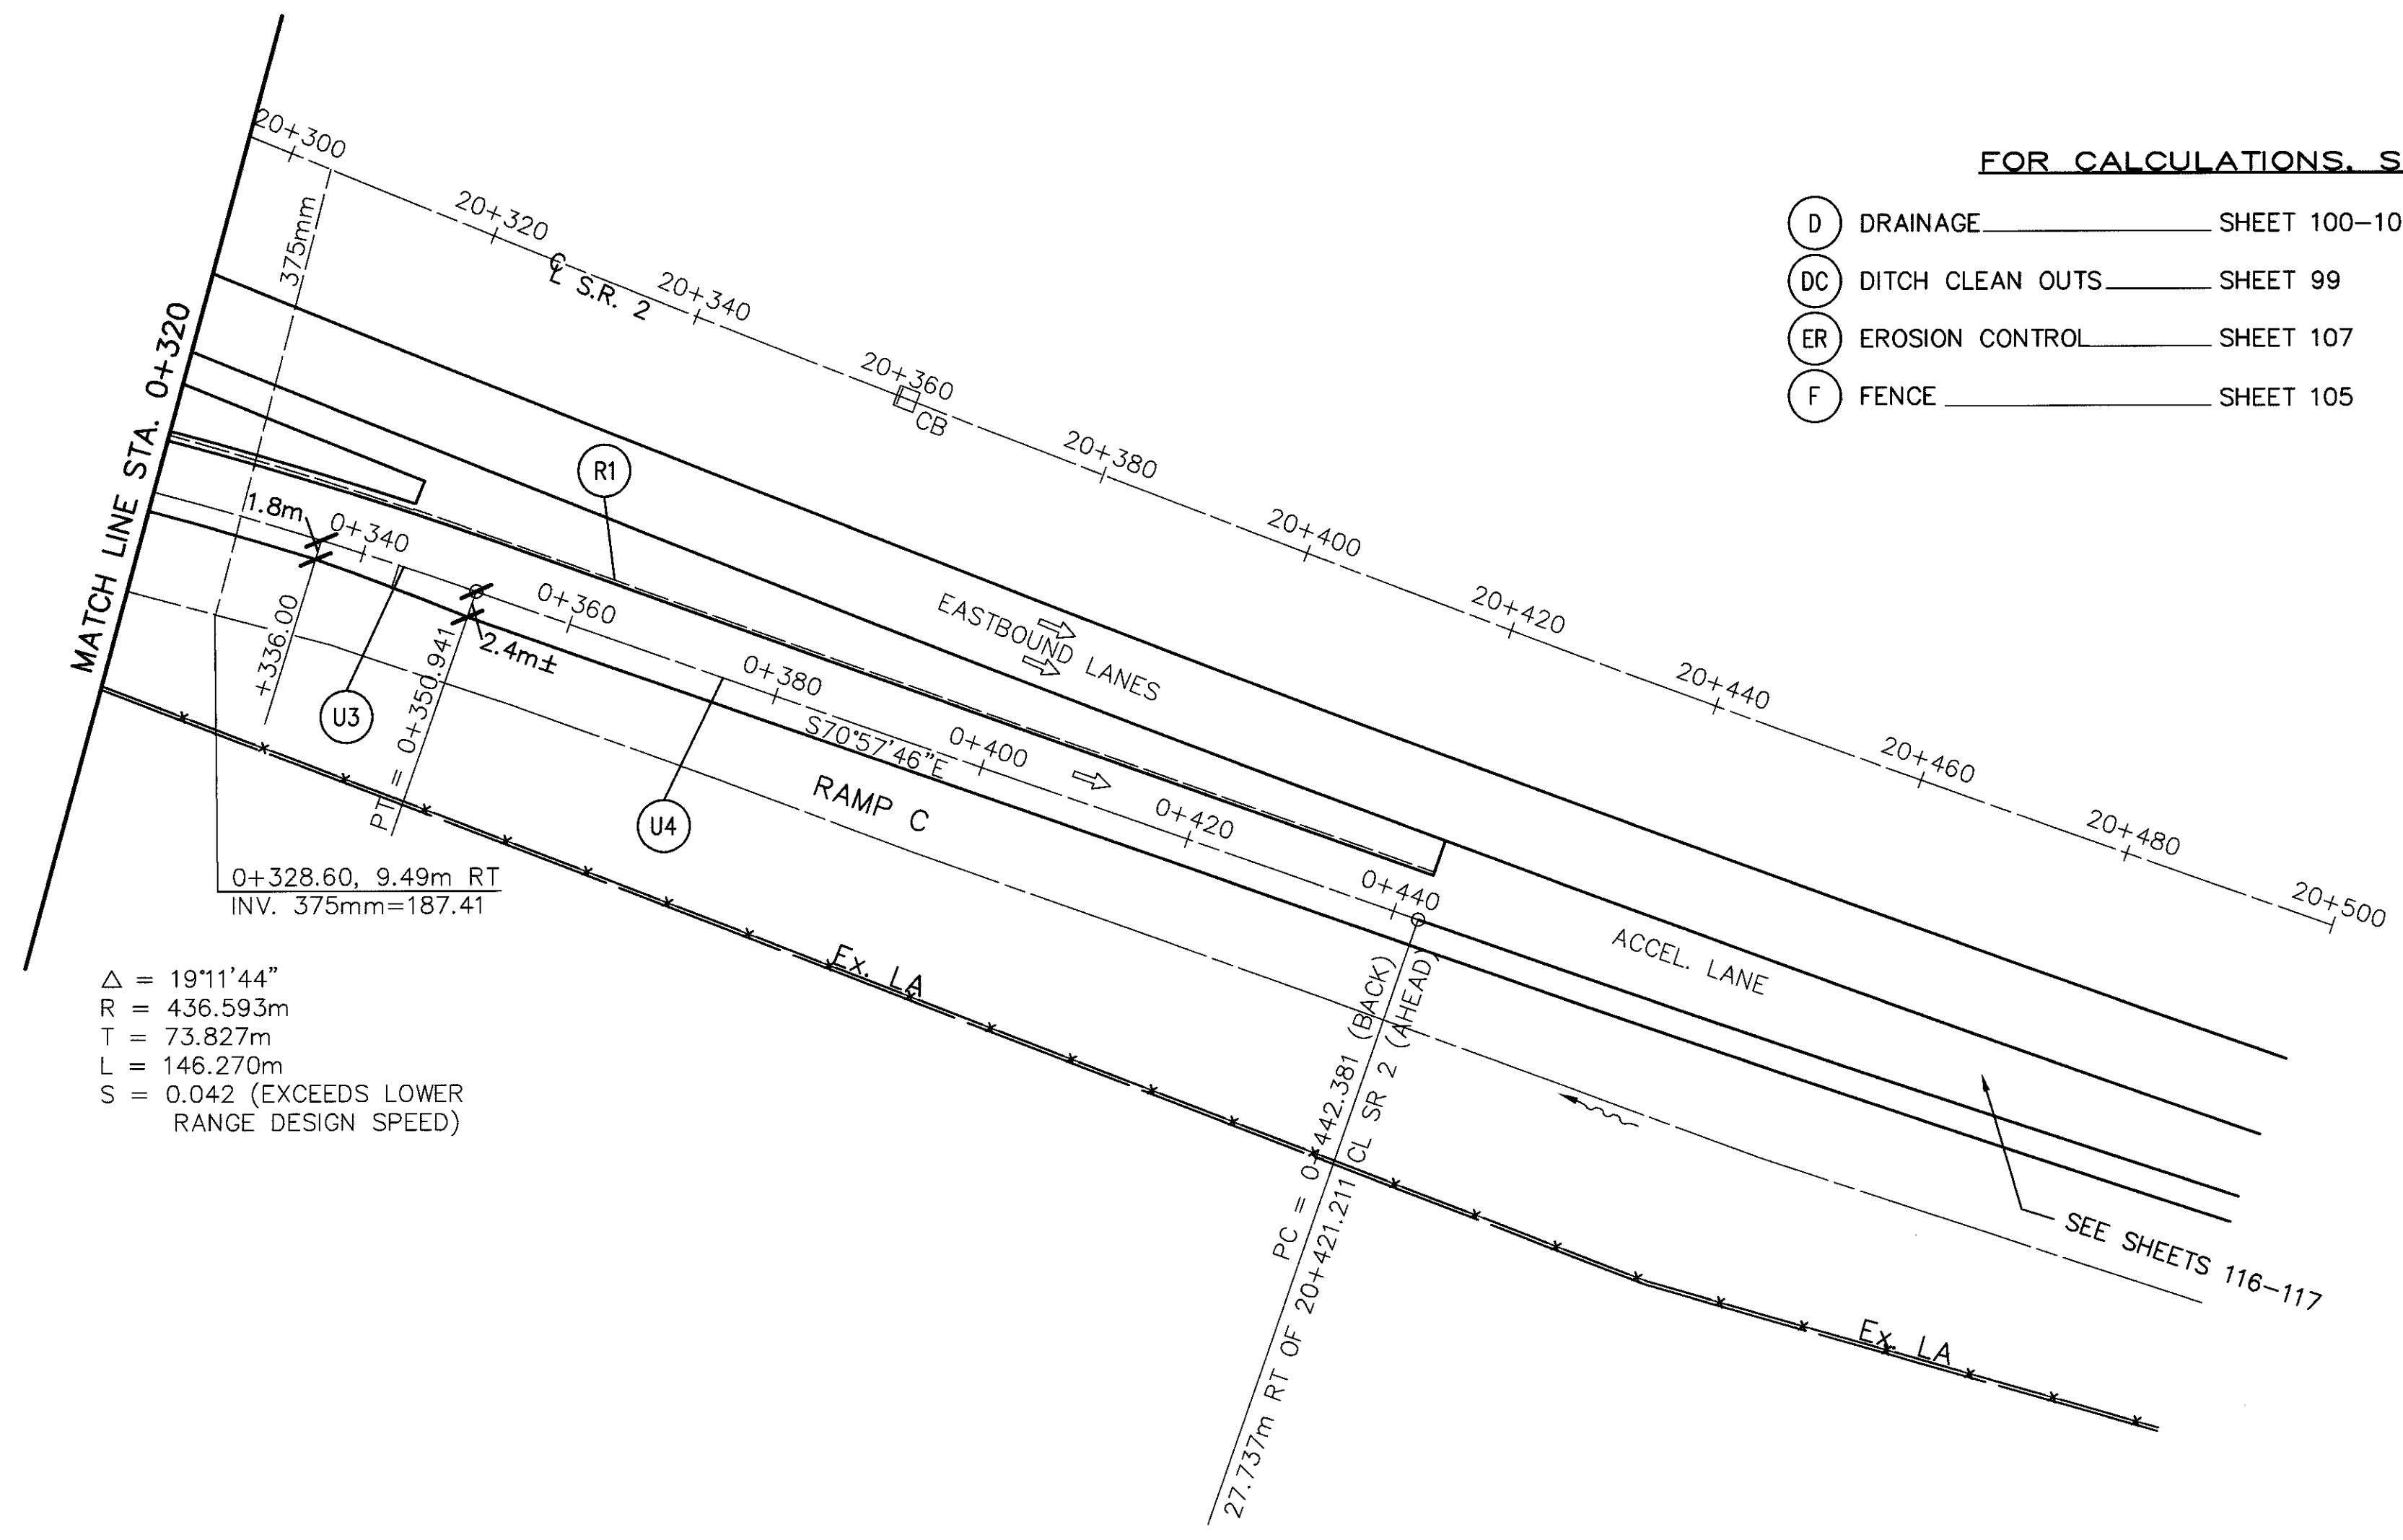 FOR CALCULATIONS, S
D DRAINAGE SHEET 100-10
DC DITCH CLEAN OUTS SHEET 99
ER EROSION CONTROL SHEET 107
F FENCE SHEET 105
20+300
20+320
20+340
20+360
20+380
20+400
20+420
20+440
20+460
20+480
20+500
375mm
℄ S.R. 2
CB
MATCH LINE STA. 0+320
R1
1.8m
0+340
0+360
0+380
0+400
0+420
0+440
+336.00
2.4m±
PT = 0+350.941
U3
U4
EASTBOUND LANES
S70°57'46"E
RAMP C
ACCEL. LANE
0+328.60, 9.49m RT
INV. 375mm=187.41
Δ = 19°11'44"
R = 436.593m
T = 73.827m
L = 146.270m
S = 0.042 (EXCEEDS LOWER
RANGE DESIGN SPEED)
Ex. LA
PC = 0+442.381 (BACK)
27.737m RT OF 20+421.211 CL SR 2 (AHEAD)
SEE SHEETS 116-117
Ex. LA